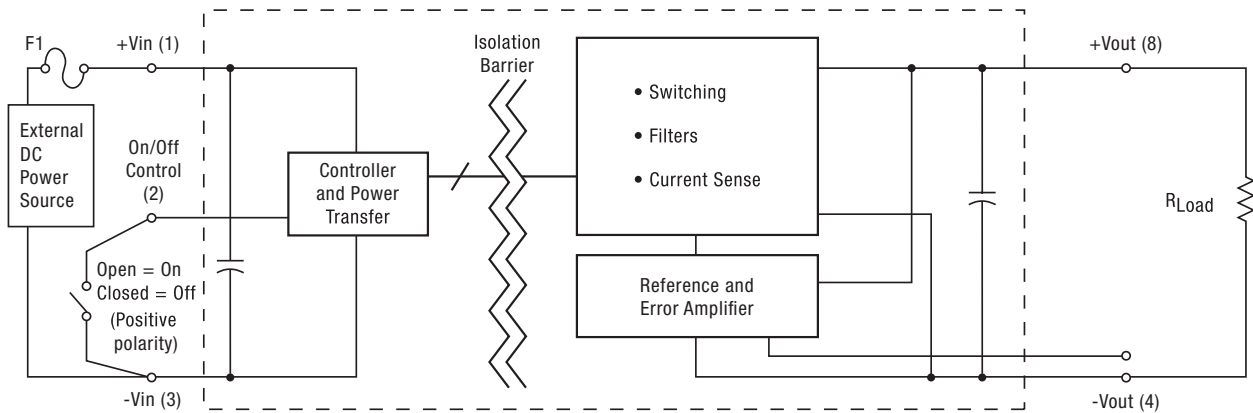 F1
+Vin (1)
External
DC
Power
Source
On/Off
Control
(2)
Open = On
Closed = Off
(Positive
polarity)
-Vin (3)
Controller
and Power
Transfer
Isolation
Barrier
• Switching
• Filters
• Current Sense
Reference and
Error Amplifier
+Vout (8)
RLoad
-Vout (4)